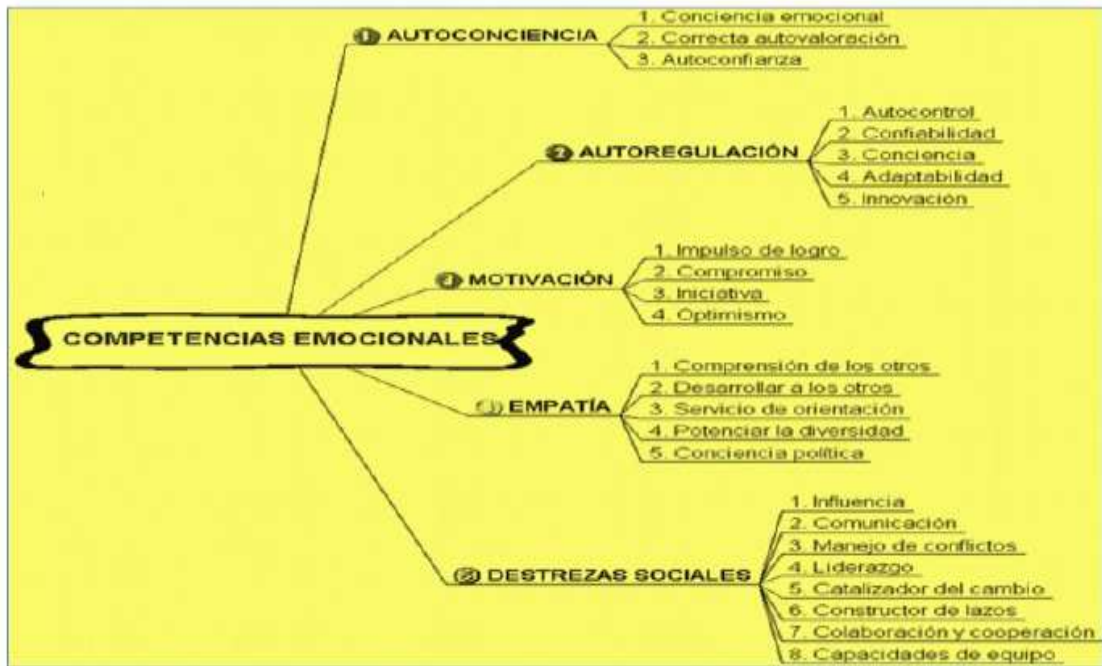 1 AUTOCONCIENCIA
1. Conciencia emocional
2. Correcta autovaloración
3. Autoconfianza
2 AUTOREGULACIÓN
1. Autocontrol
2. Confiabilidad
3. Conciencia
4. Adaptabilidad
5. Innovación
MOTIVACIÓN
1. Impulso de logro
2. Compromiso
3. Iniciativa
4. Optimismo
COMPETENCIAS EMOCIONALES
EMPATÍA
1. Comprensión de los otros
2. Desarrollar a los otros
3. Servicio de orientación
4. Potenciar la diversidad
5. Conciencia política
DESTREZAS SOCIALES
1. Influencia
2. Comunicación
3. Manejo de conflictos
4. Liderazgo
5. Catalizador del cambio
6. Constructor de lazos
7. Colaboración y cooperación
8. Capacidades de equipo